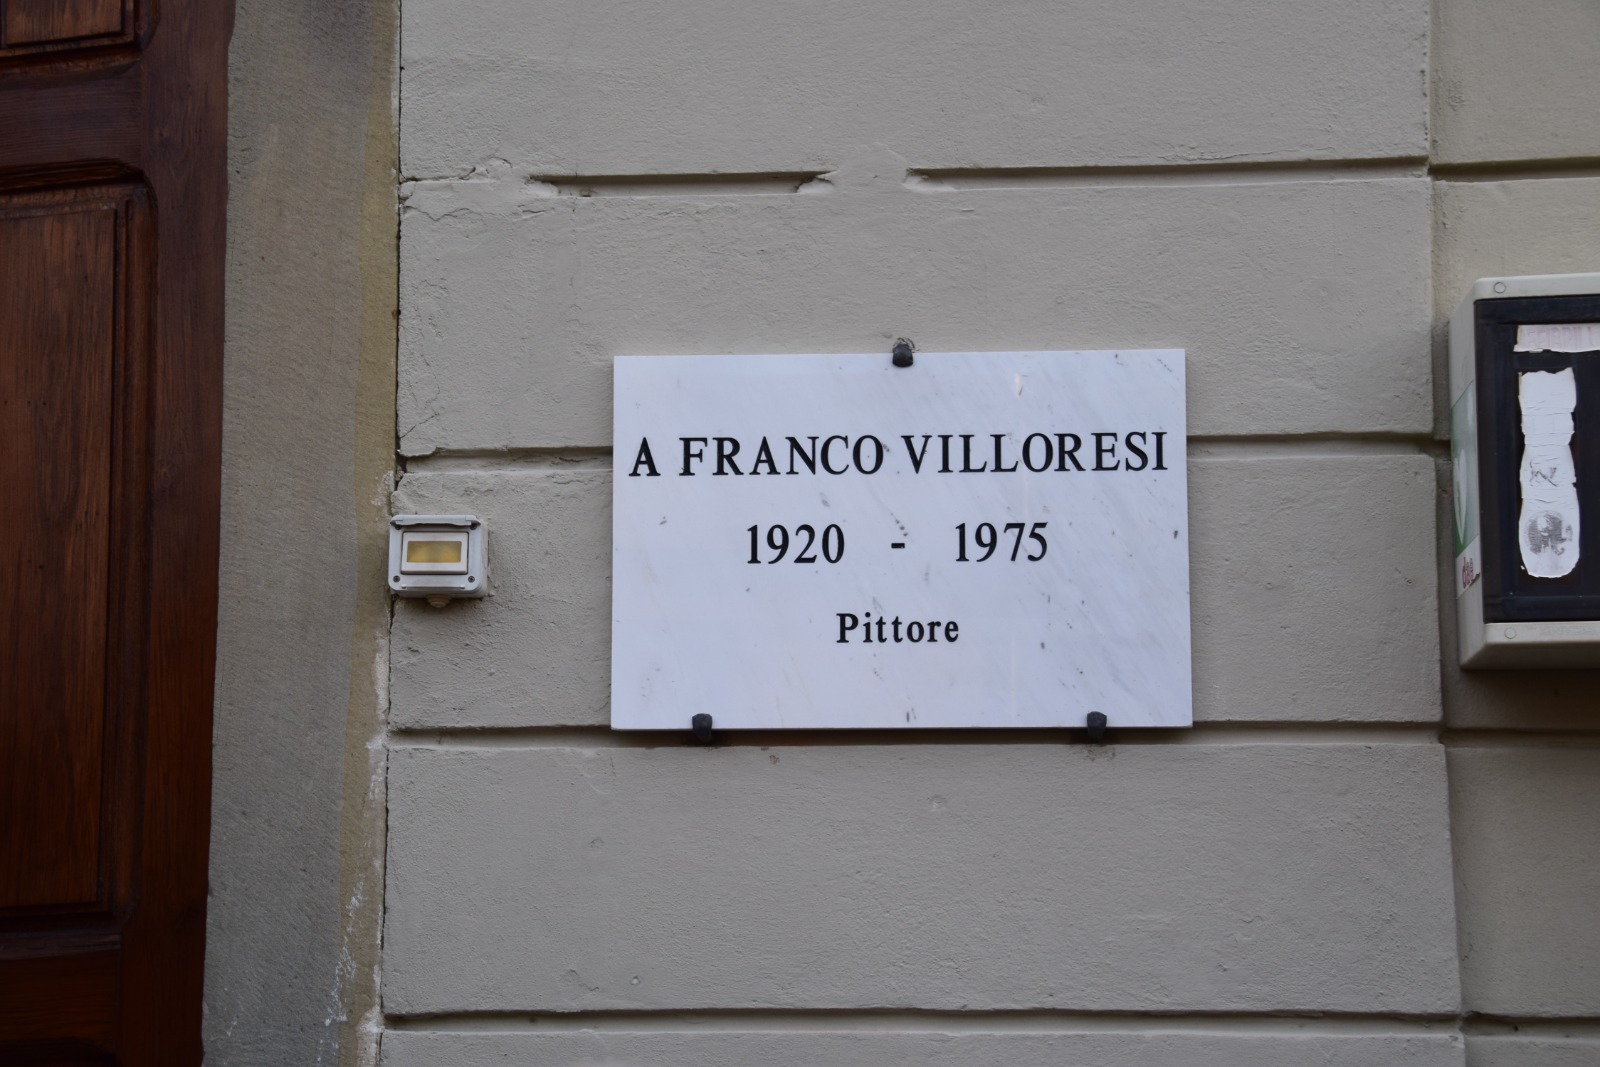 A FRANCO VILLORESI
1920 - 1975
Pittore